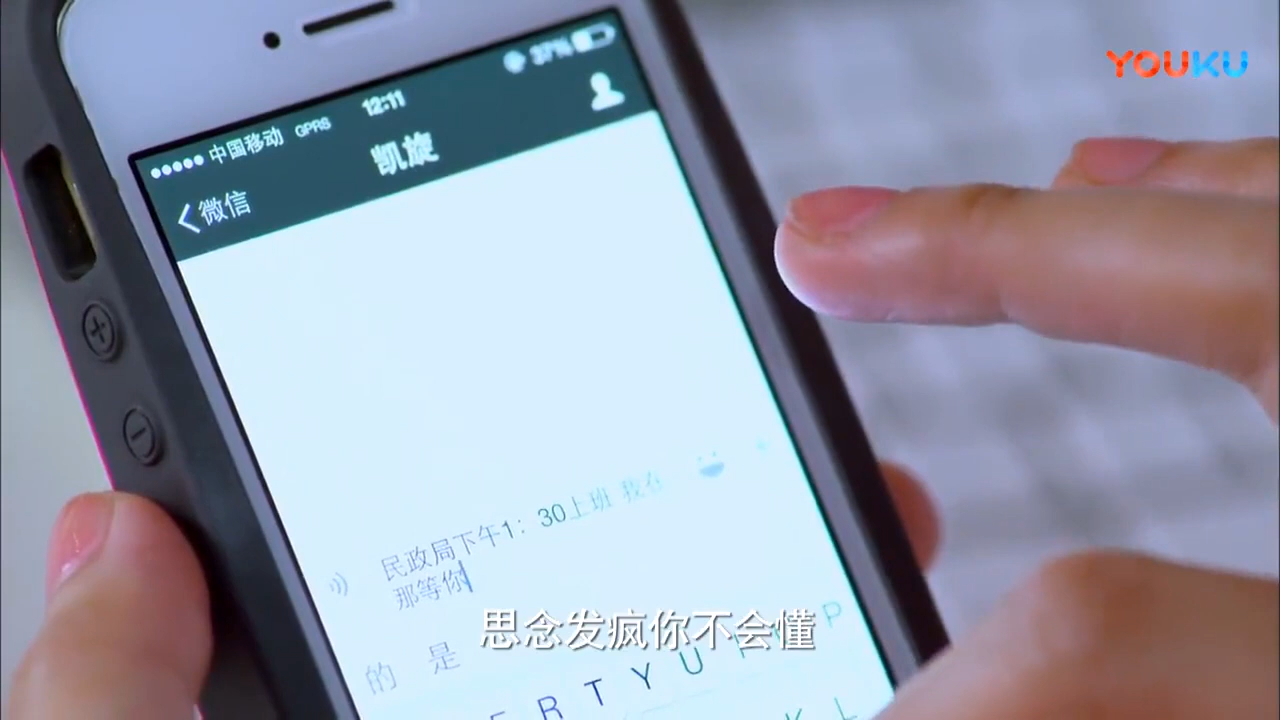 YOUKU
37%
12:11
中国移动 GPRS
凯旋
微信
民政局下午1：30上班 我在
那等你
思念发疯你不会懂
的 是
R T Y U P
K L